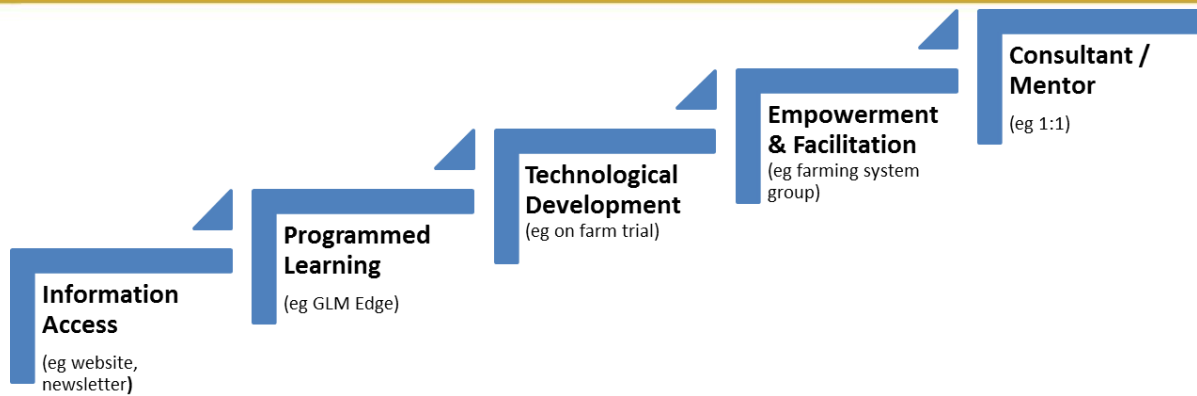 Information
Access
(eg website,
newsletter)
Programmed
Learning
(eg GLM Edge)
Technological
Development
(eg on farm trial)
Empowerment
& Facilitation
(eg farming system
group)
Consultant /
Mentor
(eg 1:1)